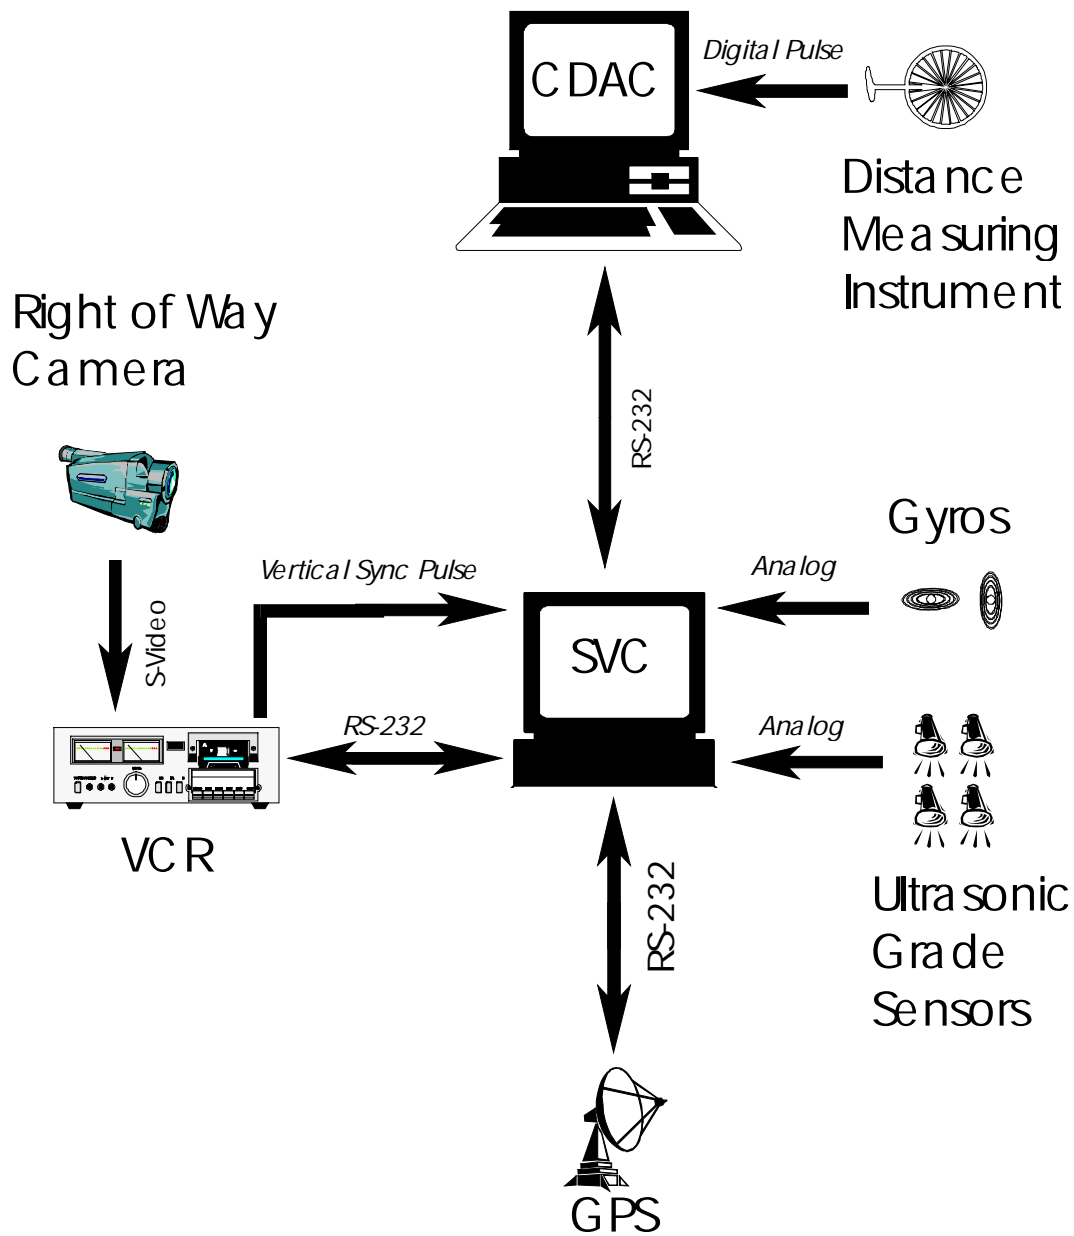 CDAC
Digital Pulse
Distance
Measuring
Instrument
Right of Way
Camera
RS-232
Gyros
Vertical Sync Pulse
Analog
S-Video
SVC
RS-232
Analog
VCR
RS-232
Ultrasonic
Grade
Sensors
GPS